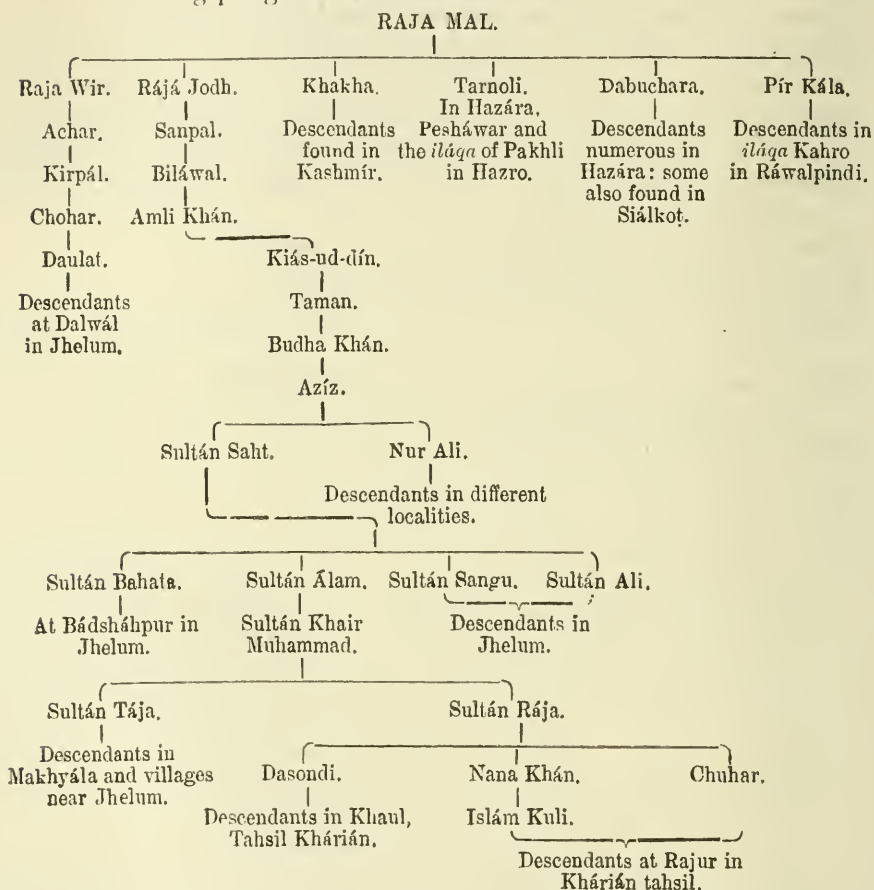 RAJA MAL.
Raja Wir. Rájá Jodh. Khakha. Tarnoli. Dabuchara. Pír Kála.
In Hazára,
Achar. Sanpal. Descendants Pesháwar and Descendants Descendants in
found in the iláqa of Pakhli numerous in iláqa Kahro
Kirpál. Biláwal. Kashmír. in Hazro. Hazára: some in Ráwalpindi.
also found in
Chohar. Amli Khán. Siálkoṭ.
Daulat. Kiás-ud-dín.
Descendants Taman.
at Dalwál
in Jhelum. Budha Khán.
Azíz.
Sultán Saht. Nur Ali.
Descendants in different
localities.
Sultán Bahata. Sultán Álam. Sultán Sangu. Sultán Ali.
At Bádsháhpur in Sultán Khair Descendants in
Jhelum. Muhammad. Jhelum.
Sultán Tája. Sultán Rája.
Descendants in
Makhyála and villages Dasondi. Nana Khán. Chuhar.
near Jhelum.
Descendants in Khaul, Islám Kuli.
Tahsil Khárián.
Descendants at Rajur in
Khárián tahsil.